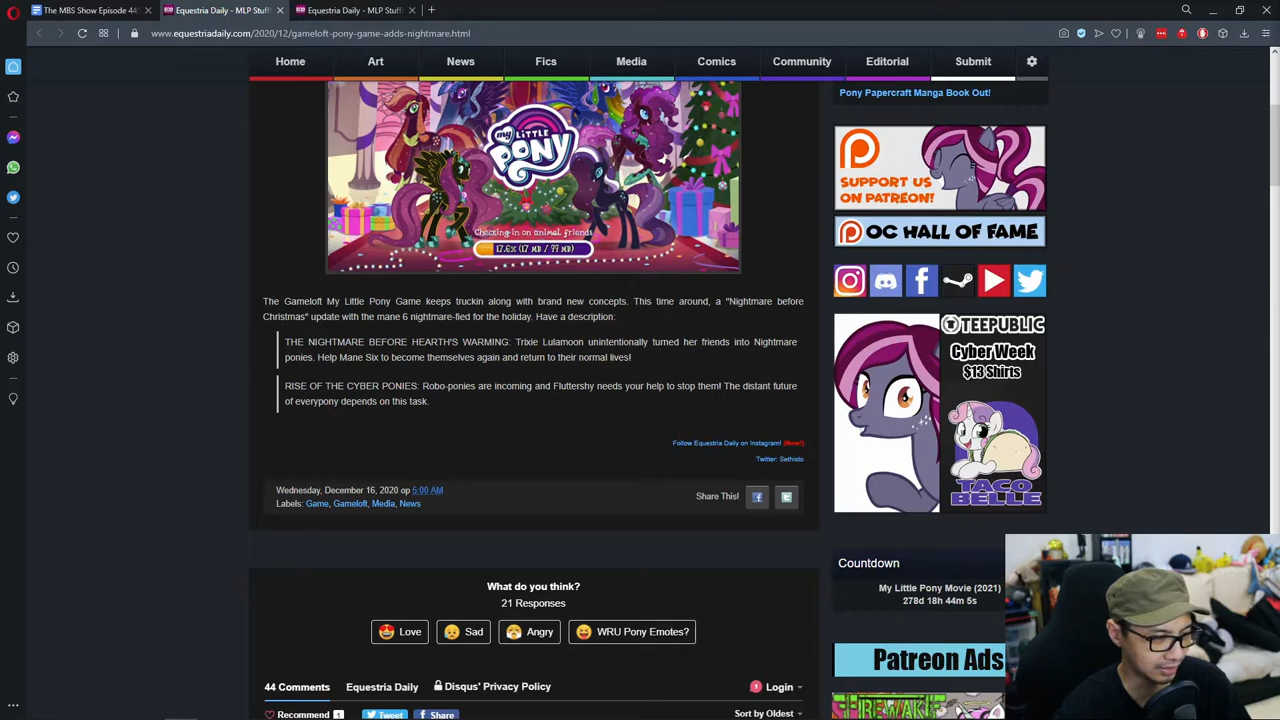 The MBS Show Episode 44
Equestria Daily - MLP Stuff
Equestria Daily - MLP Stuff
www.equestriadaily.com/2020/12/gameloft-pony-game-adds-nightmare.html
Home Art News Fics Media Comics Community Editorial Submit
Pony Papercraft Manga Book Out!
my LiTTLE PONY
Checking-in on animal friends
17.6% (17 MB / 99 MB)
SUPPORT US ON PATREON!
OC HALL OF FAME
The Gameloft My Little Pony Game keeps truckin along with brand new concepts. This time around, a "Nightmare before
Christmas" update with the mane 6 nightmare-fied for the holiday. Have a description:
THE NIGHTMARE BEFORE HEARTH'S WARMING: Trixie Lulamoon unintentionally turned her friends into Nightmare
ponies. Help Mane Six to become themselves again and return to their normal lives!
RISE OF THE CYBER PONIES: Robo-ponies are incoming and Fluttershy needs your help to stop them! The distant future
of everypony depends on this task.
TEEPUBLIC
Cyber Week
$13 Shirts
TACO
BELLE
Follow Equestria Daily on Instagram! (New!)
Twitter: Sethisto
Wednesday, December 16, 2020 op 5:00 AM
Labels: Game, Gameloft, Media, News
Share This!
Countdown
My Little Pony Movie (2021)
278d 18h 44m 5s
What do you think?
21 Responses
Love Sad Angry WRU Pony Emotes?
Patreon Ads
44 Comments Equestria Daily Disqus' Privacy Policy 1 Login
Recommend 1 Tweet Share Sort by Oldest